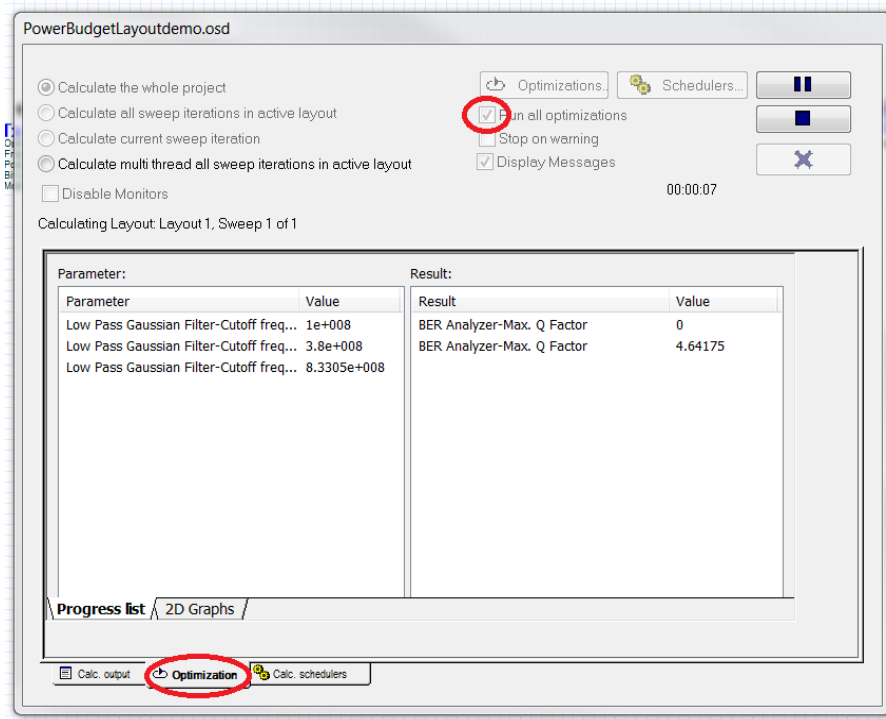 PowerBudgetLayoutdemo.osd
Calculate the whole project
Optimizations..
Schedulers...
Calculate all sweep iterations in active layout
Run all optimizations
Calculate current sweep iteration
Stop on warning
Calculate multi thread all sweep iterations in active layout
Display Messages
Disable Monitors
00:00:07
Calculating Layout: Layout 1, Sweep 1 of 1
Parameter:
Parameter Value
Low Pass Gaussian Filter-Cutoff freq... 1e+008
Low Pass Gaussian Filter-Cutoff freq... 3.8e+008
Low Pass Gaussian Filter-Cutoff freq... 8.3305e+008
Result:
Result Value
BER Analyzer-Max. Q Factor 0
BER Analyzer-Max. Q Factor 4.64175
Progress list 2D Graphs
Calc. output Optimization Calc. schedulers